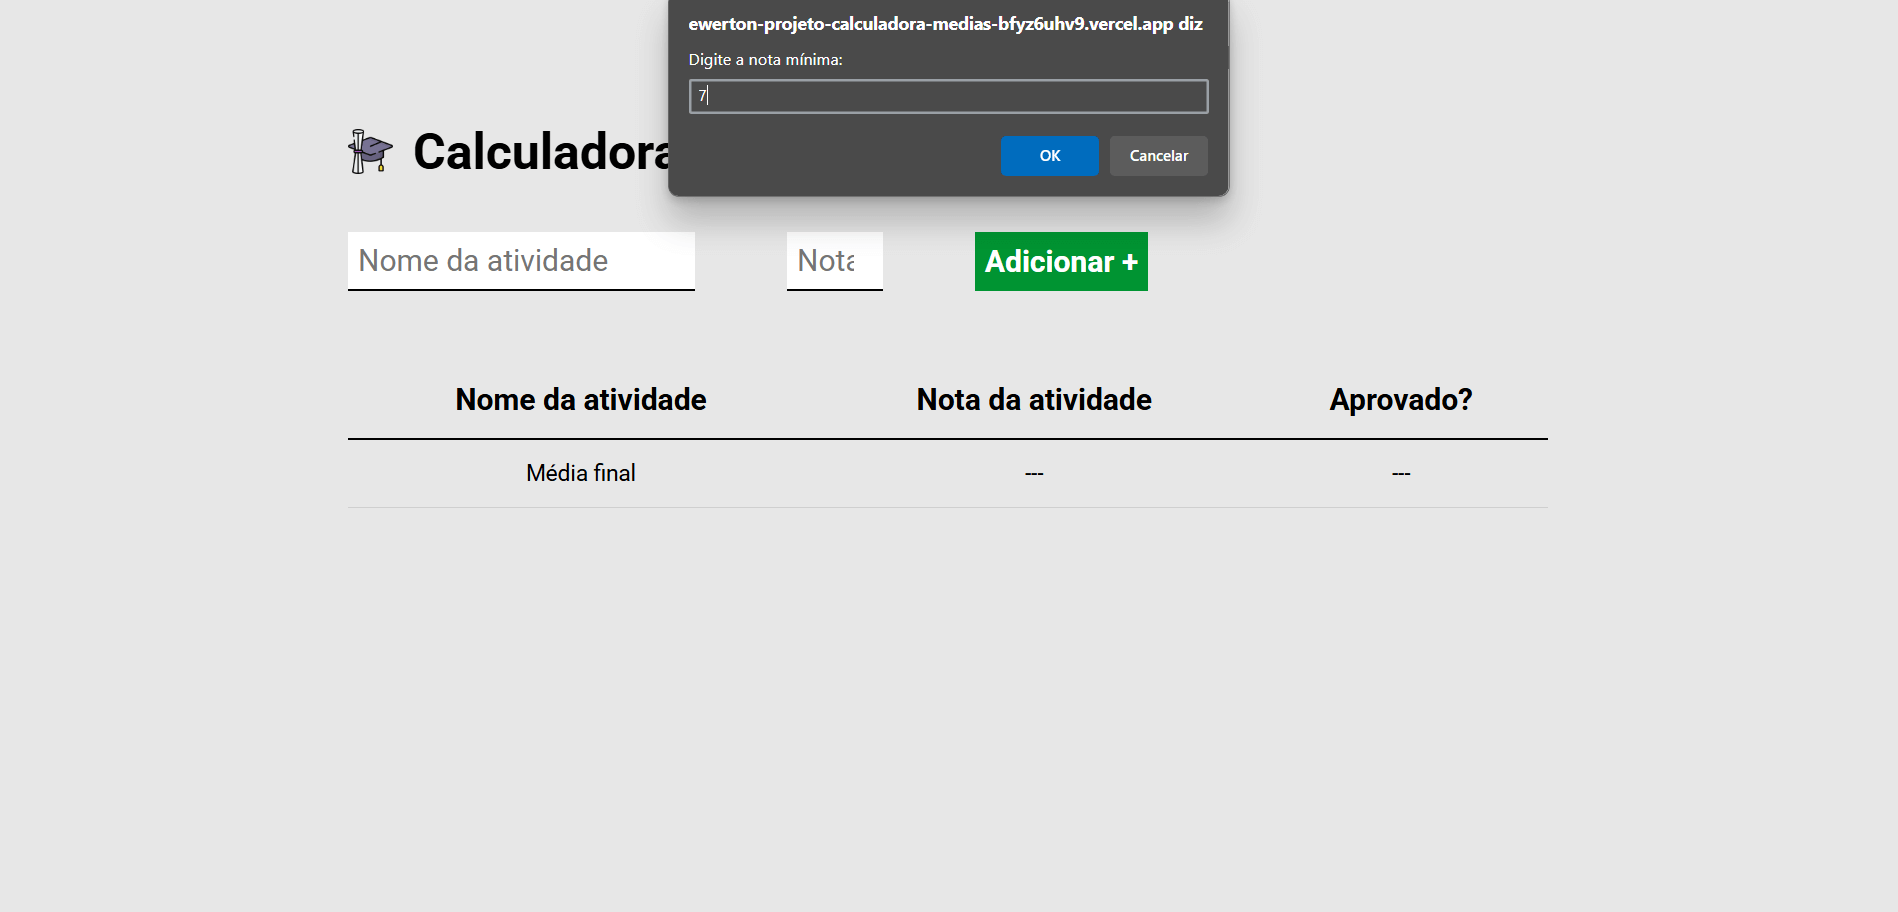 ewerton-projeto-calculadora-medias-bfyz6uhv9.vercel.app diz
Digite a nota mínima:
7
OK Cancelar
Calculadora
Nome da atividade Nota Adicionar +
Nome da atividade Nota da atividade Aprovado?
Média final --- ---